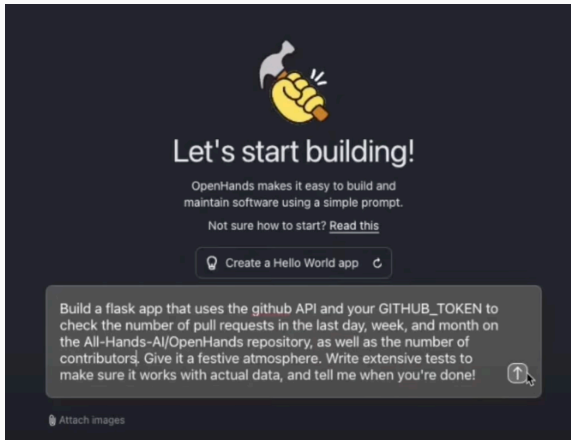 Let's start building!
OpenHands makes it easy to build and
maintain software using a simple prompt.
Not sure how to start? Read this
Create a Hello World app
Build a flask app that uses the github API and your GITHUB_TOKEN to
check the number of pull requests in the last day, week, and month on
the All-Hands-AI/OpenHands repository, as well as the number of
contributors. Give it a festive atmosphere. Write extensive tests to
make sure it works with actual data, and tell me when you're done!
Attach images